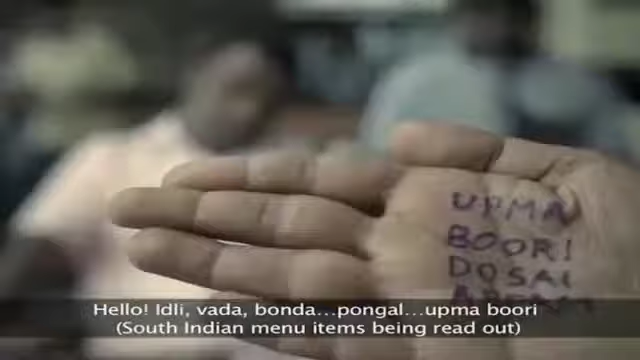 UPMA
BOORI
DOSAI
Hello! Idli, vada, bonda...pongal...upma boori
(South Indian menu items being read out)